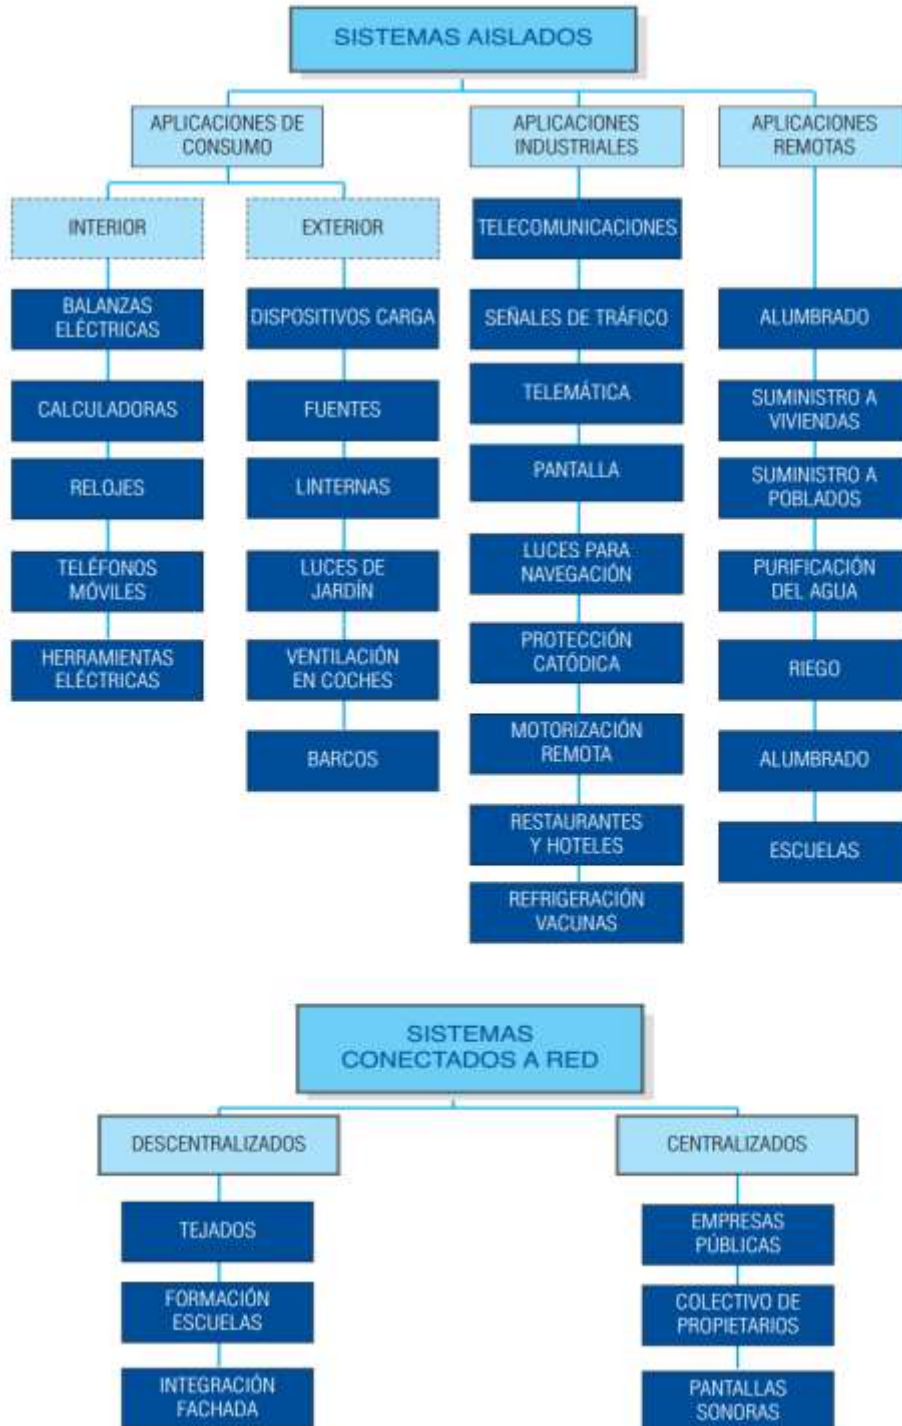 SISTEMAS AISLADOS
APLICACIONES DE
CONSUMO
INTERIOR
BALANZAS
ELÉCTRICAS
CALCULADORAS
RELOJES
TELÉFONOS
MÓVILES
HERRAMIENTAS
ELÉCTRICAS
EXTERIOR
DISPOSITIVOS CARGA
FUENTES
LINTERNAS
LUCES DE
JARDÍN
VENTILACIÓN
EN COCHES
BARCOS
APLICACIONES
INDUSTRIALES
TELECOMUNICACIONES
SEÑALES DE TRÁFICO
TELEMÁTICA
PANTALLA
LUCES PARA
NAVEGACIÓN
PROTECCIÓN
CATÓDICA
MOTORIZACIÓN
REMOTA
RESTAURANTES
Y HOTELES
REFRIGERACIÓN
VACUNAS
APLICACIONES
REMOTAS
ALUMBRADO
SUMINISTRO A
VIVIENDAS
SUMINISTRO A
POBLADOS
PURIFICACIÓN
DEL AGUA
RIEGO
ALUMBRADO
ESCUELAS
SISTEMAS
CONECTADOS A RED
DESCENTRALIZADOS
TEJADOS
FORMACIÓN
ESCUELAS
INTEGRACIÓN
FACHADA
CENTRALIZADOS
EMPRESAS
PÚBLICAS
COLECTIVO DE
PROPIETARIOS
PANTALLAS
SONORAS